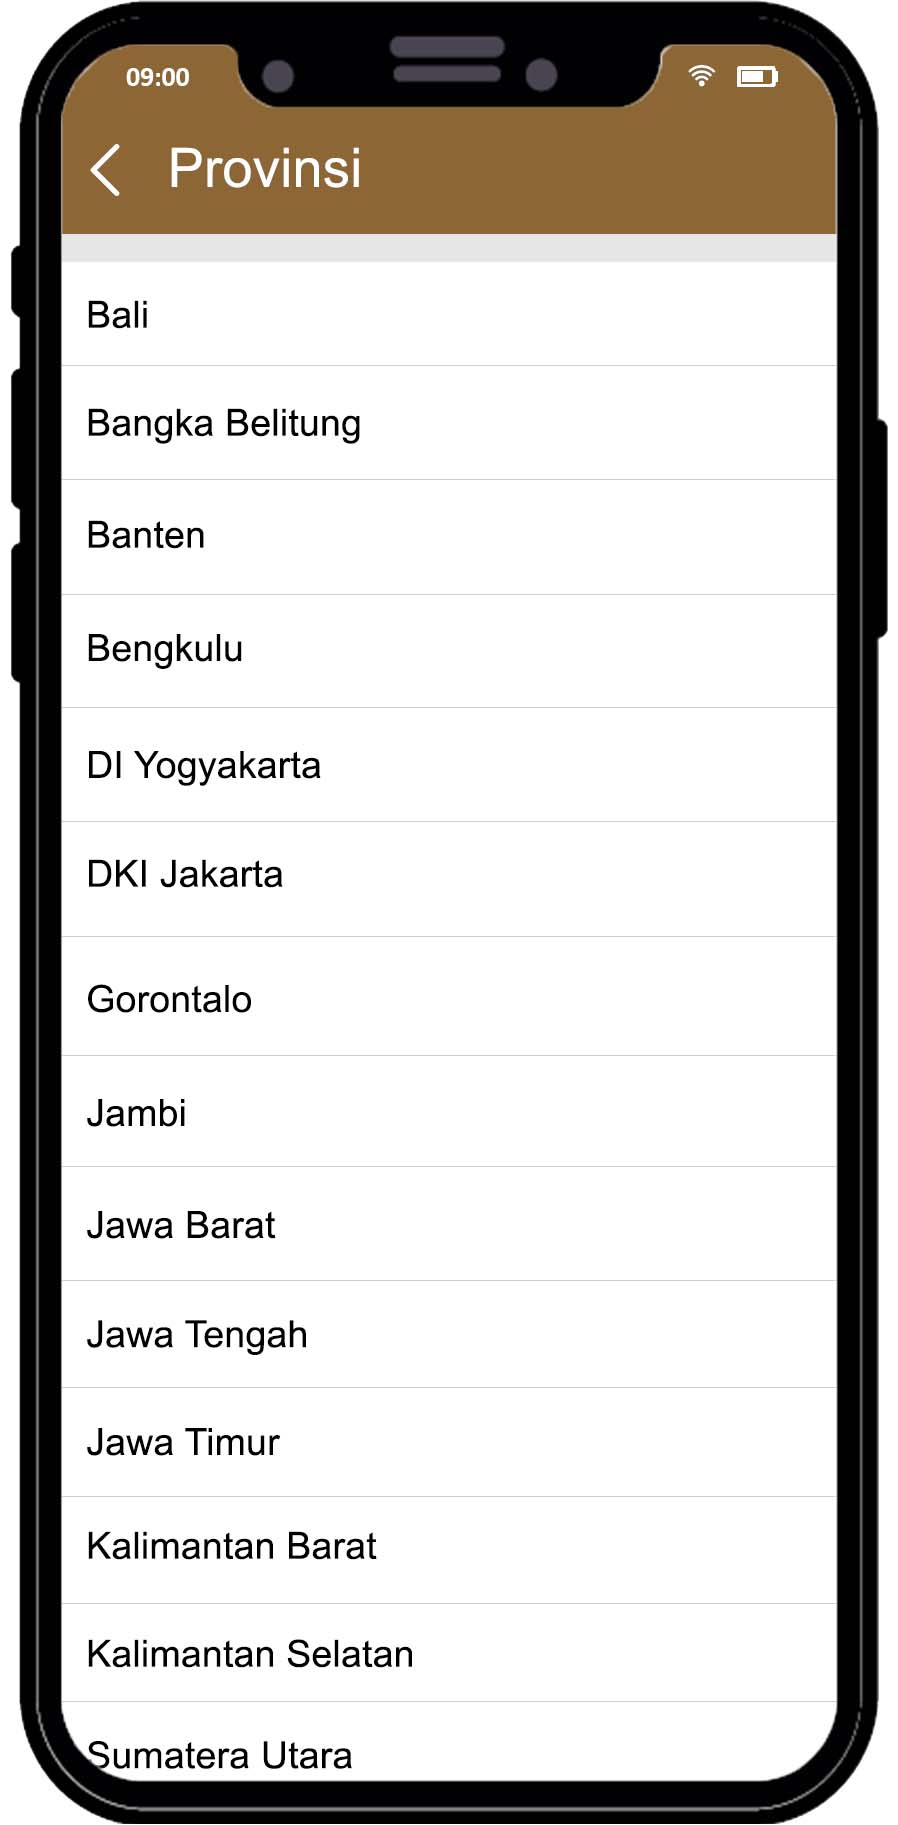 09:00
Provinsi
Bali
Bangka Belitung
Banten
Bengkulu
DI Yogyakarta
DKI Jakarta
Gorontalo
Jambi
Jawa Barat
Jawa Tengah
Jawa Timur
Kalimantan Barat
Kalimantan Selatan
Sumatera Utara